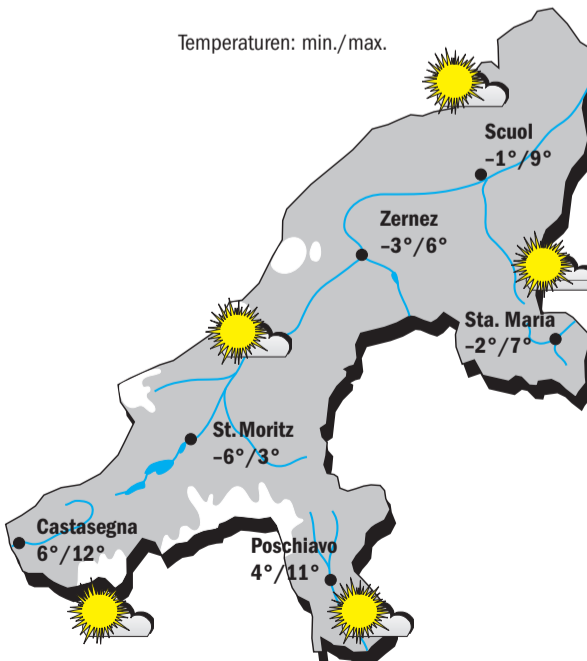 Temperaturen: min./max.
Scuol
–1°/9°
Zernez
–3°/6°
Sta. Maria
–2°/7°
St. Moritz
–6°/3°
Castasegna
6°/12°
Poschiavo
4°/11°